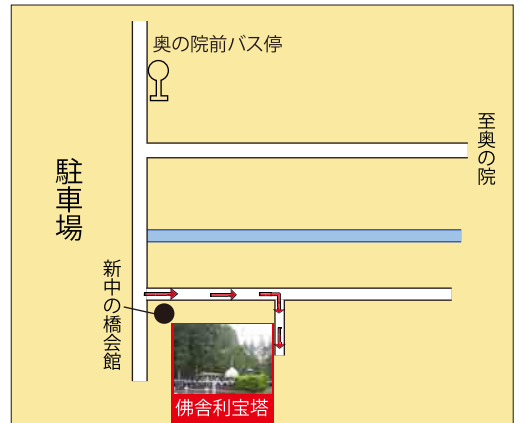 奥の院前バス停
至奥の院
駐車場
新中の橋会館
佛舎利宝塔